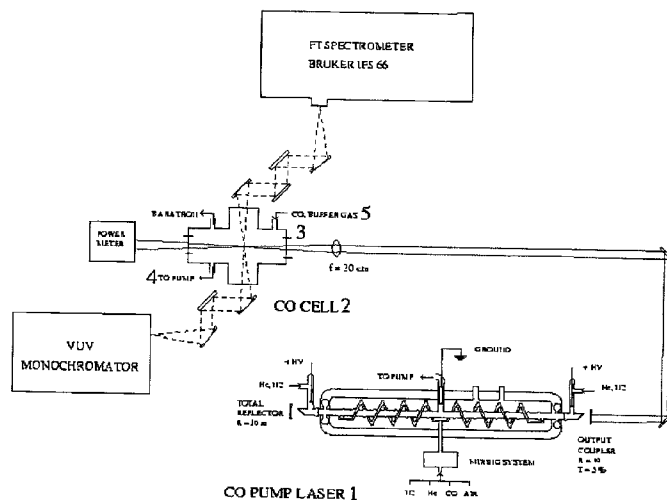 FT SPECTROMETER
BRUKER IFS 66
BARATRON
CO, BUFFER GAS 5
3
POWER
METER
4 TO PUMP
f = 20 cm
CO CELL 2
VUV
MONOCHROMATOR
GROUND
+ HV
TO PUMP
+ HV
He, N2
He, N2
TOTAL
REFLECTOR
OUTPUT
COUPLER
T = 5%
MIXING SYSTEM
N2 He CO AIR
CO PUMP LASER 1